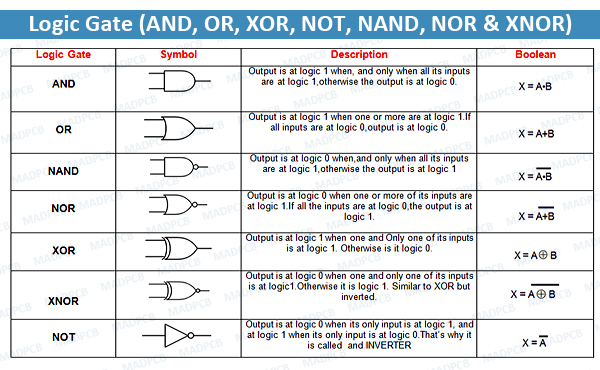 Logic Gate (AND, OR, XOR, NOT, NAND, NOR & XNOR)
Logic Gate Symbol Description Boolean
AND
Output is at logic 1 when, and only when all its inputs
are at logic 1,otherwise the output is at logic 0.
X = A•B
OR
Output is at logic 1 when one or more are at logic 1.If
all inputs are at logic 0,output is at logic 0.
X = A+B
NAND
Output is at logic 0 when,and only when all its inputs
are at logic 1,otherwise the output is at logic 1
X = A̅•̅B̅
NOR
Output is at logic 0 when one or more of its inputs are
at logic 1.If all the inputs are at logic 0,the output is at
logic 1.
X = A̅+̅B̅
XOR
Output is at logic 1 when one and Only one of its inputs
is at logic 1. Otherwise is it logic 0.
X = A⊕ B
XNOR
Output is at logic 0 when one and only one of its inputs
is at logic1.Otherwise it is logic 1. Similar to XOR but
inverted.
X = A̅⊕̅ B̅
NOT
Output is at logic 0 when its only input is at logic 1, and
at logic 1 when its only input is at logic 0.That's why it
is called and INVERTER
X = A̅
MADPCB